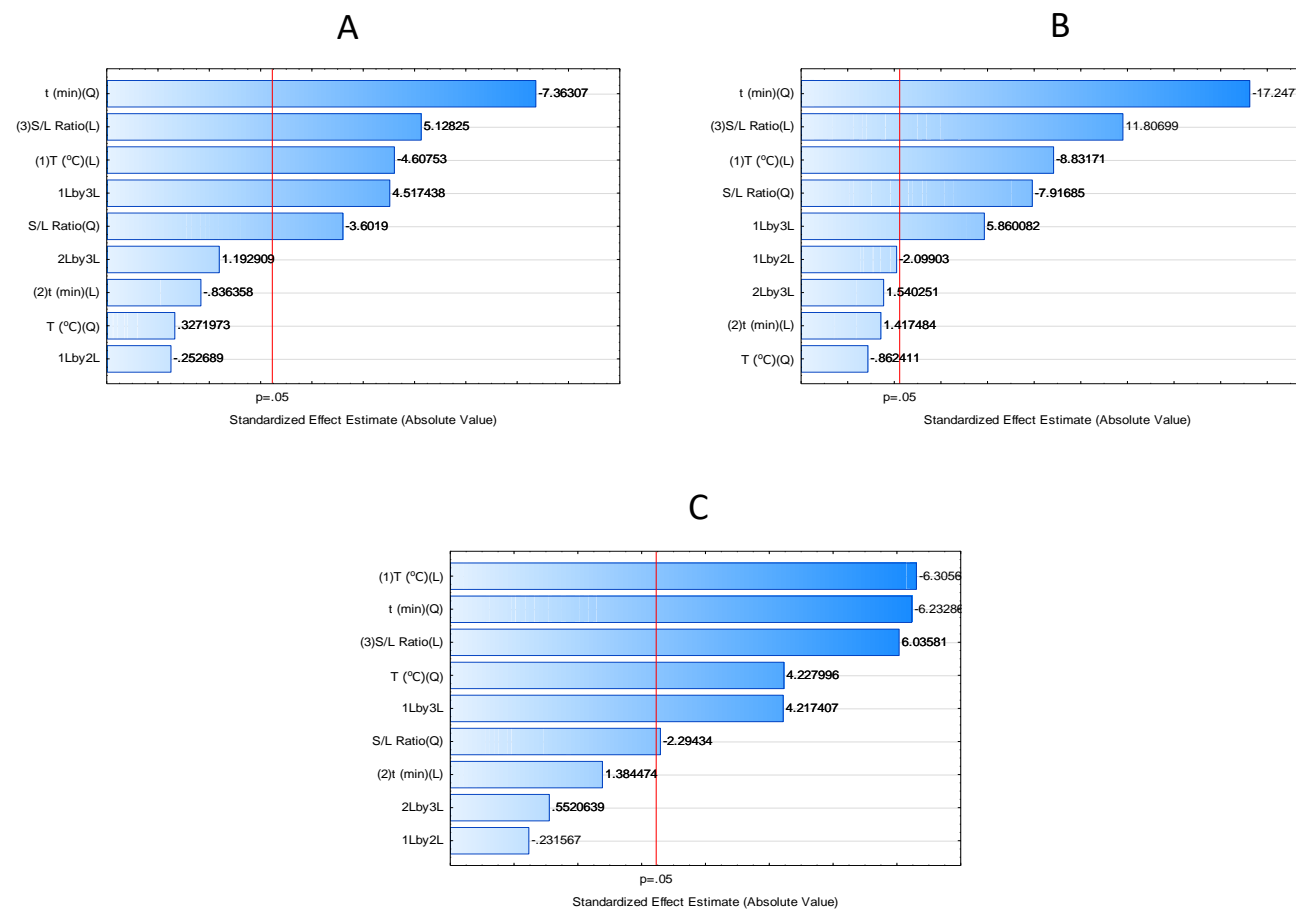 A
t (min)(Q) -7.36307
(3)S/L Ratio(L) 5.12825
(1)T (ºC)(L) -4.60753
1Lby3L 4.517438
S/L Ratio(Q) -3.6019
2Lby3L 1.192909
(2)t (min)(L) -.836358
T (ºC)(Q) .3271973
1Lby2L -.252689
p=.05
Standardized Effect Estimate (Absolute Value)
B
t (min)(Q) -17.247
(3)S/L Ratio(L) 11.80699
(1)T (ºC)(L) -8.83171
S/L Ratio(Q) -7.91685
1Lby3L 5.860082
1Lby2L -2.09903
2Lby3L 1.540251
(2)t (min)(L) 1.417484
T (ºC)(Q) -.862411
p=.05
Standardized Effect Estimate (Absolute Value)
C
(1)T (ºC)(L) -6.3056
t (min)(Q) -6.23286
(3)S/L Ratio(L) 6.03581
T (ºC)(Q) 4.227996
1Lby3L 4.217407
S/L Ratio(Q) -2.29434
(2)t (min)(L) 1.384474
2Lby3L .5520639
1Lby2L -.231567
p=.05
Standardized Effect Estimate (Absolute Value)